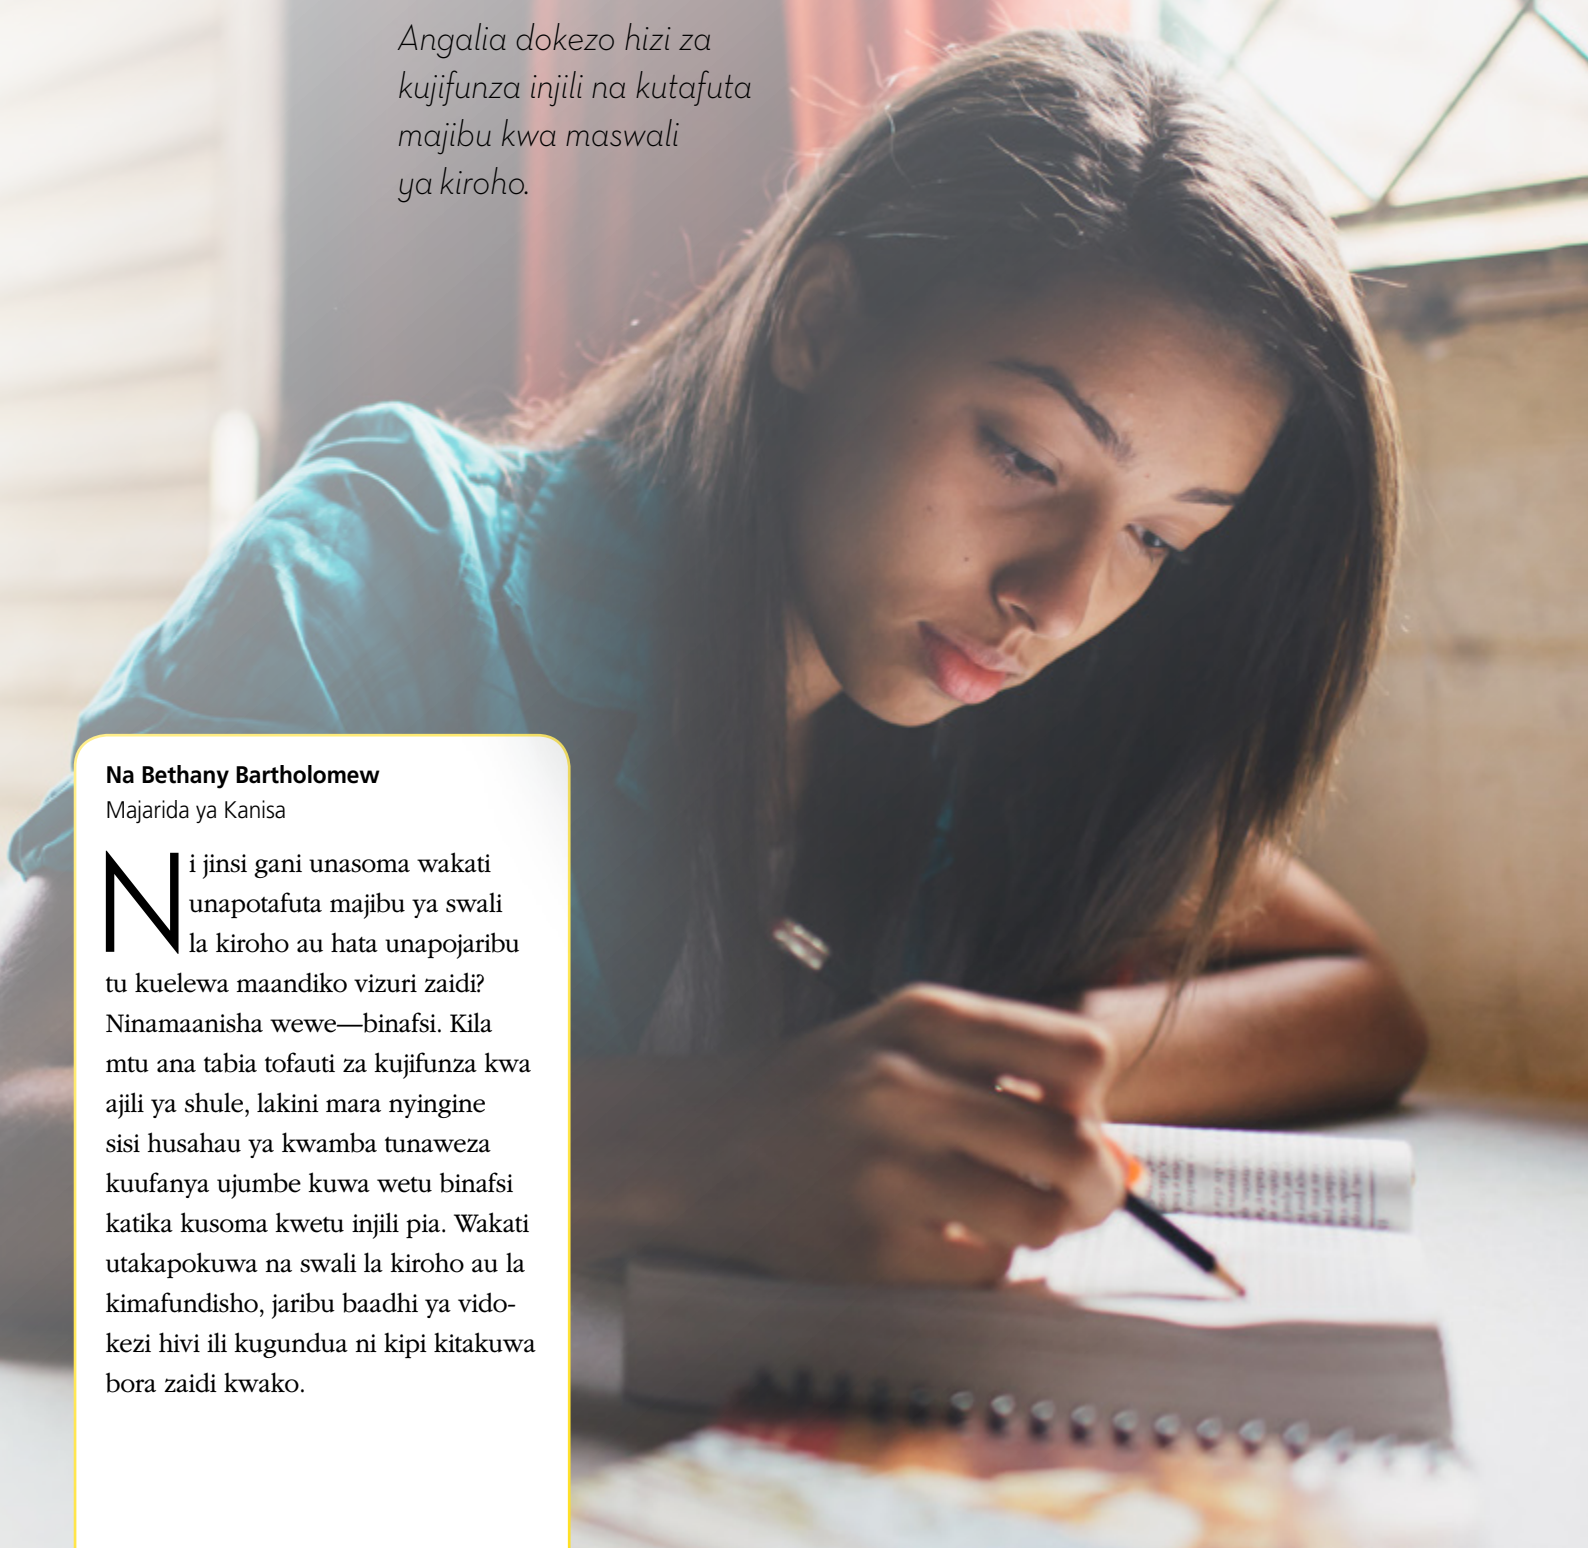 Angalia dokezo hizi za
kujifunza injili na kutafuta
majibu kwa maswali
ya kiroho.
Na Bethany Bartholomew
Majarida ya Kanisa
Ni jinsi gani unasoma wakati
unapotafuta majibu ya swali
la kiroho au hata unapojaribu
tu kuelewa maandiko vizuri zaidi?
Ninamaanisha wewe—binafsi. Kila
mtu ana tabia tofauti za kujifunza kwa
ajili ya shule, lakini mara nyingine
sisi husahau ya kwamba tunaweza
kuufanya ujumbe kuwa wetu binafsi
katika kusoma kwetu injili pia. Wakati
utakapokuwa na swali la kiroho au la
kimafundisho, jaribu baadhi ya vido-
kezi hivi ili kugundua ni kipi kitakuwa
bora zaidi kwako.